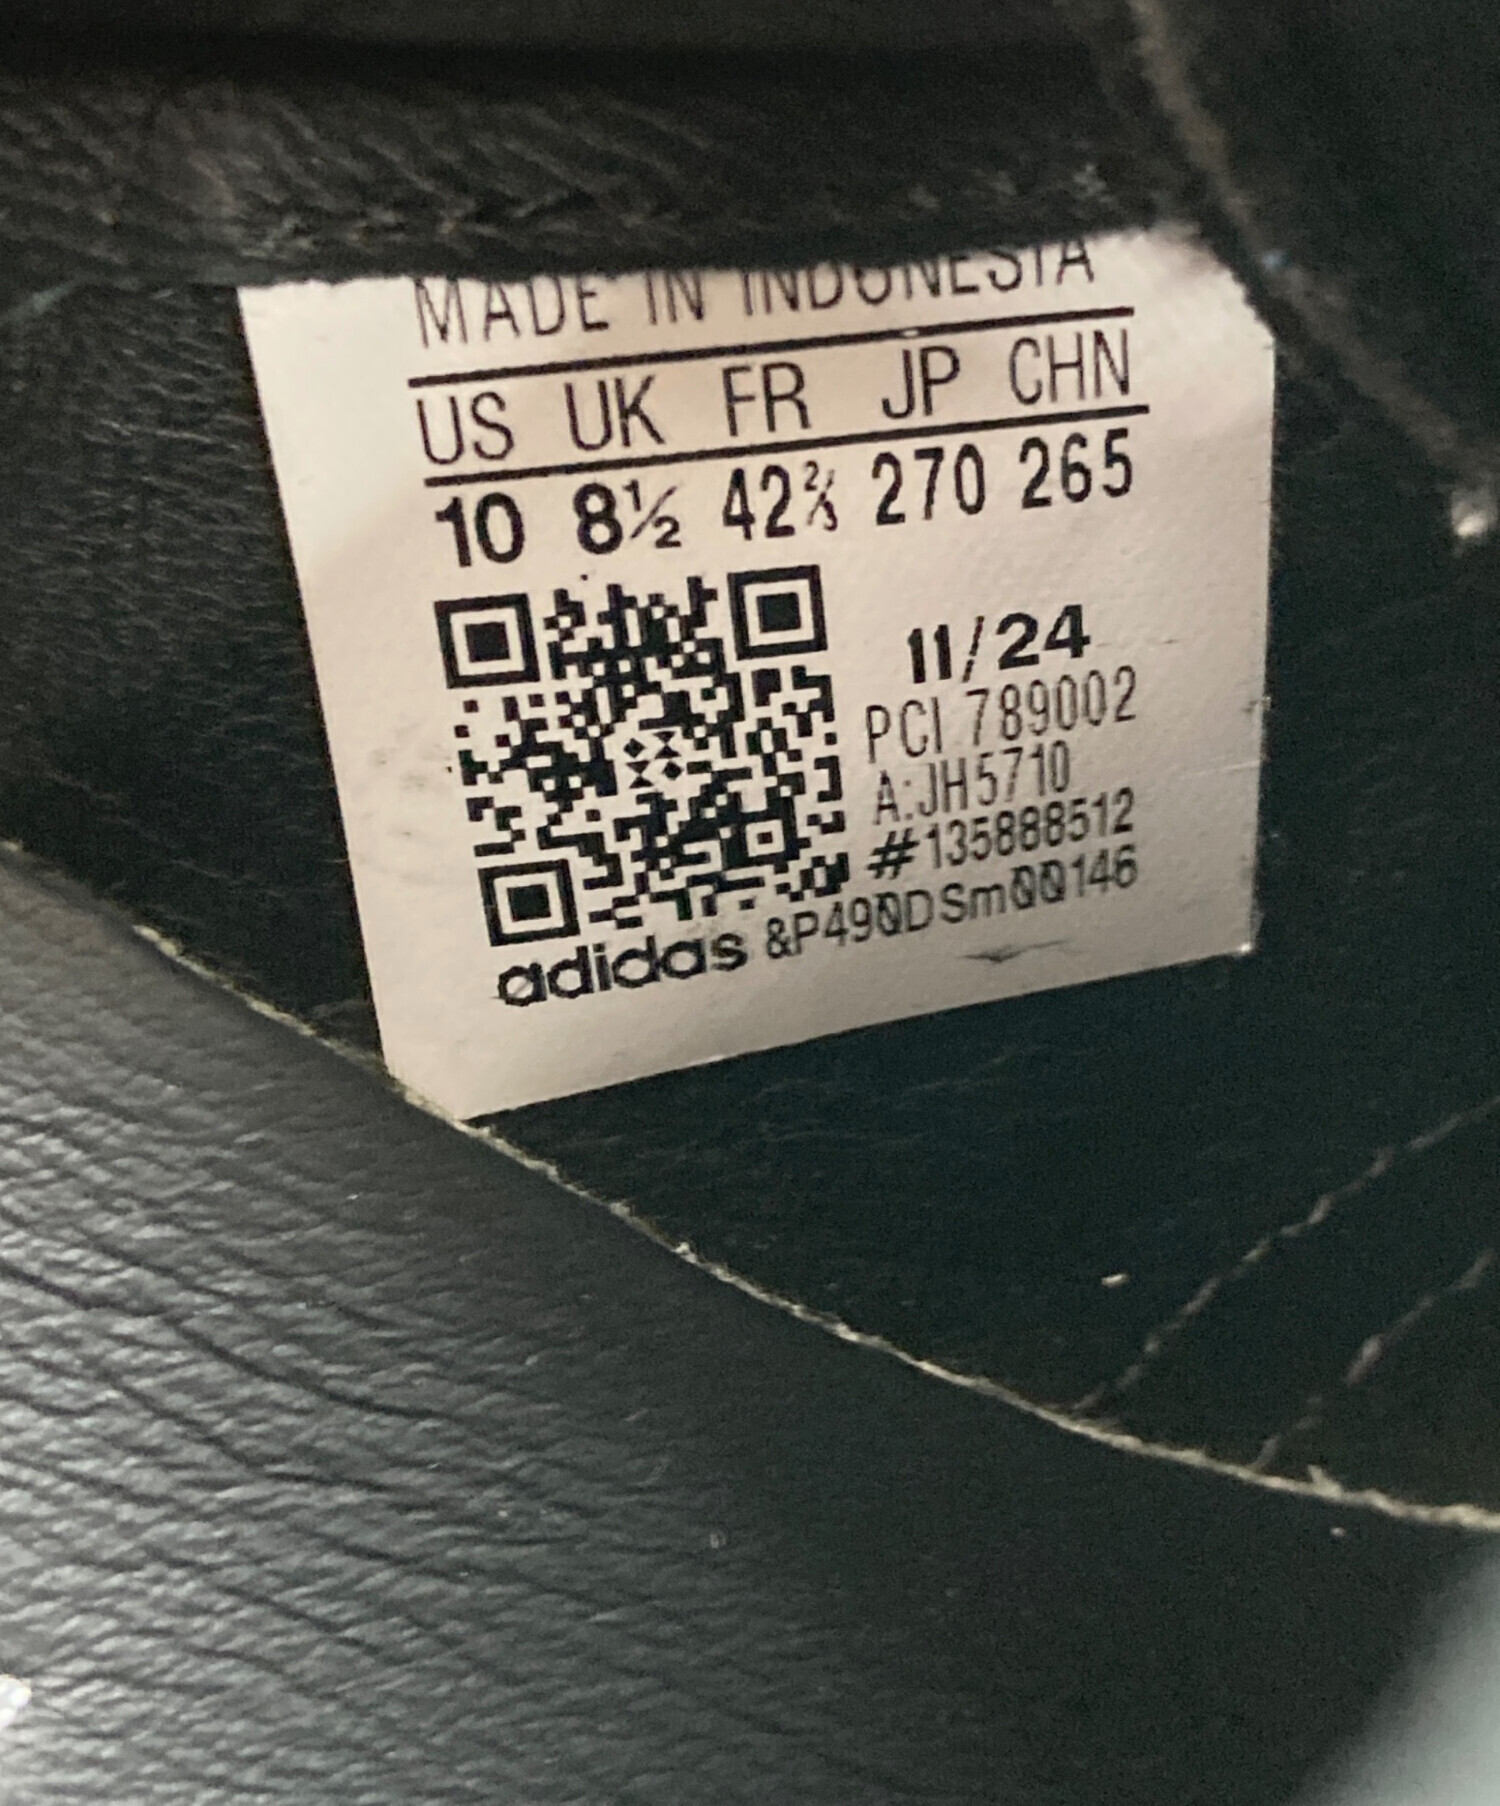 MADE IN INDONESIA
US UK FR JP CHN
10 8½ 42⅔ 270 265
11/24
PCI 789002
A:JH5710
#135888512
adidas &P490DSm00146